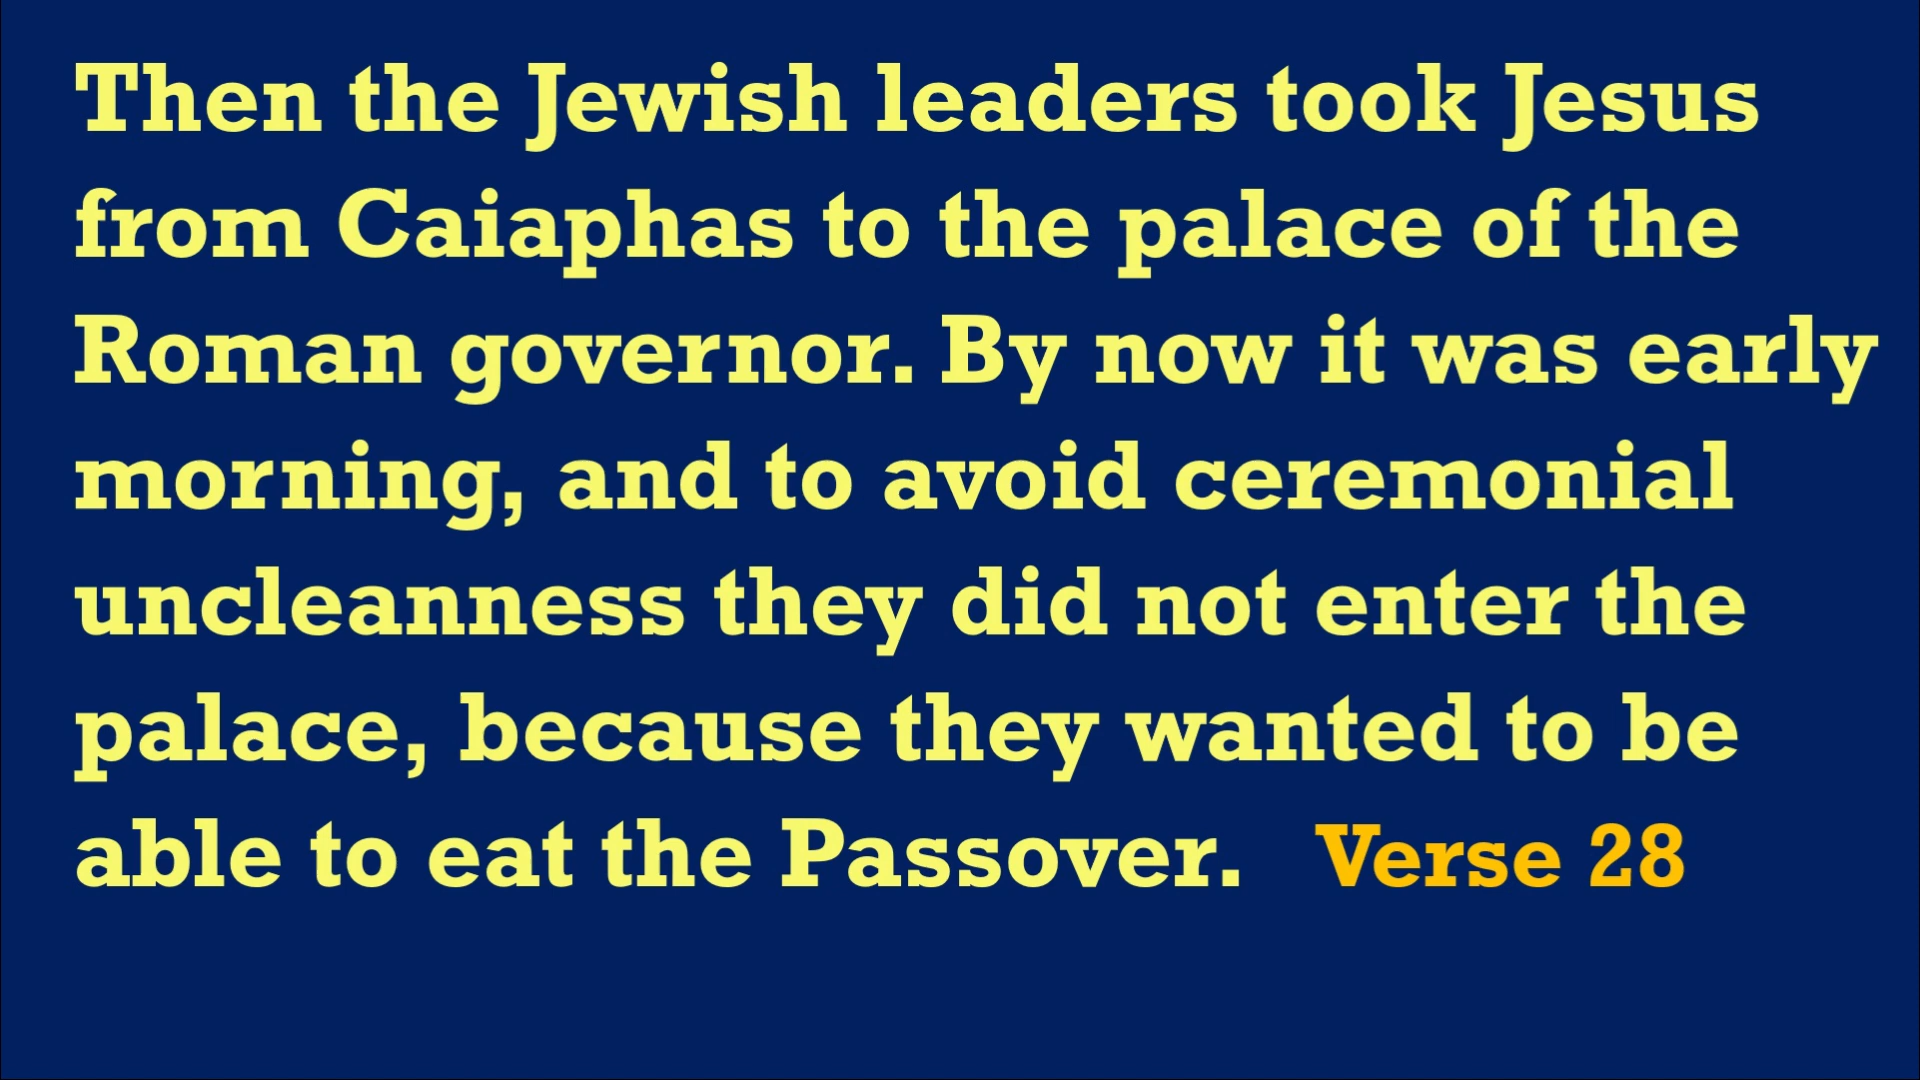 Then the Jewish leaders took Jesus
from Caiaphas to the palace of the
Roman governor. By now it was early
morning, and to avoid ceremonial
uncleanness they did not enter the
palace, because they wanted to be
able to eat the Passover. Verse 28